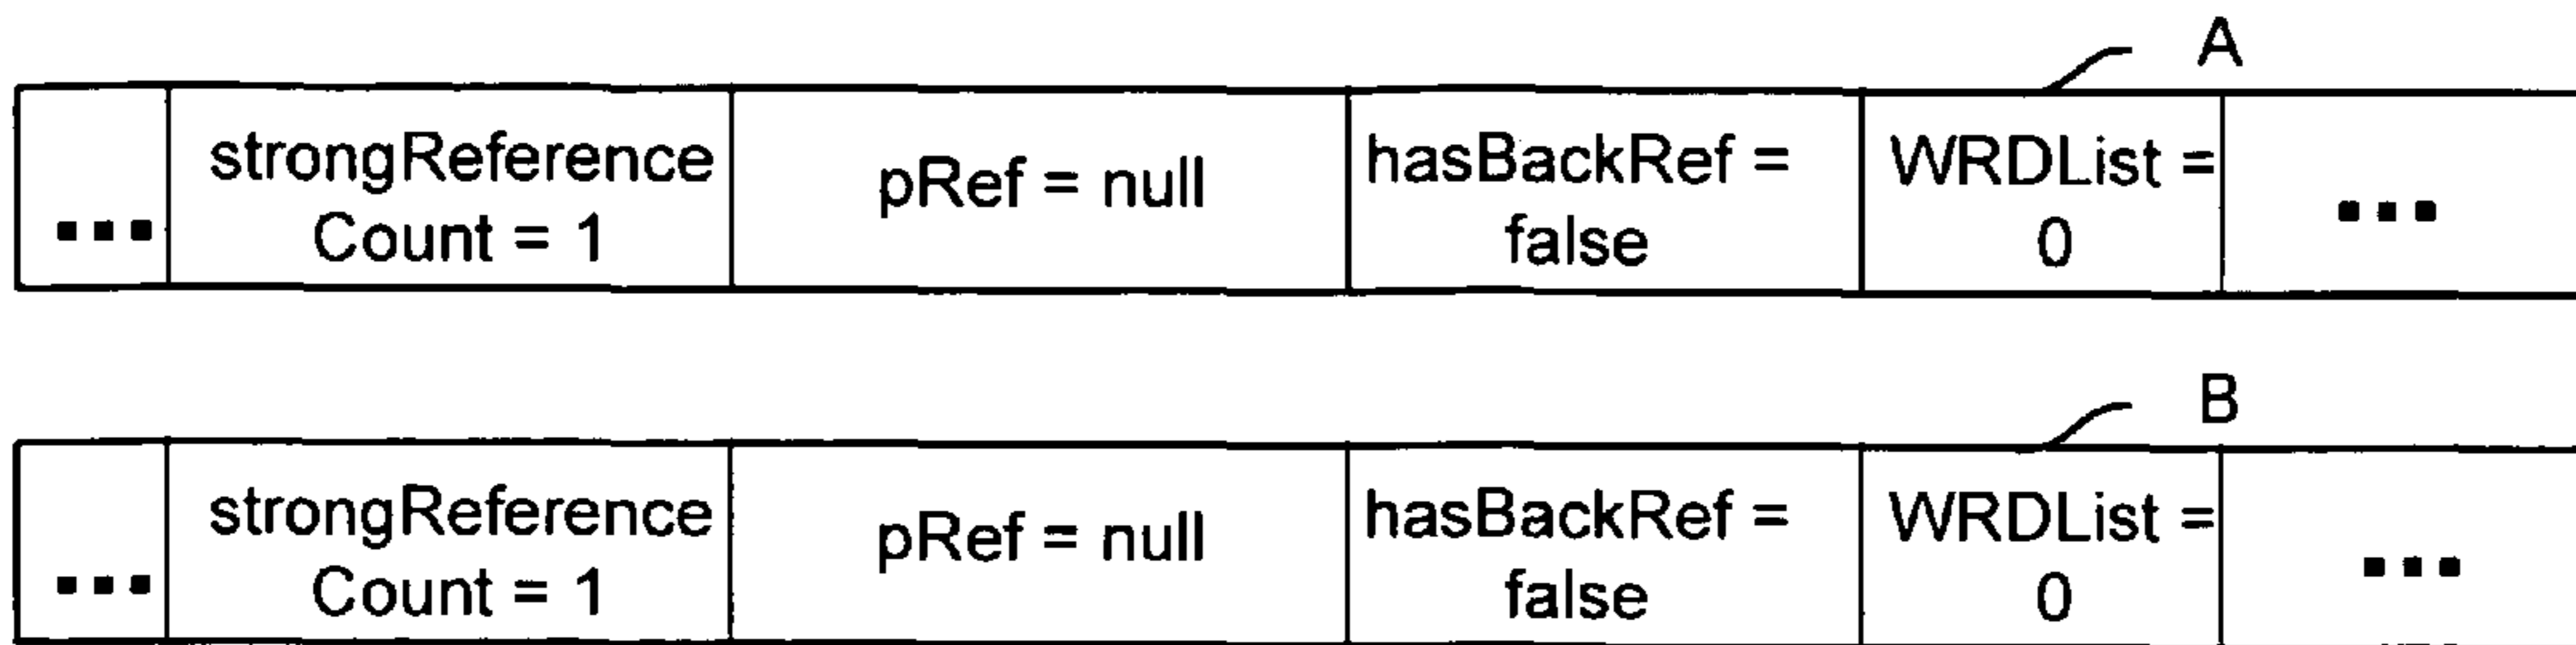 A
... strongReference pRef = null hasBackRef = WRDList = ...
Count = 1 false 0
B
... strongReference pRef = null hasBackRef = WRDList = ...
Count = 1 false 0